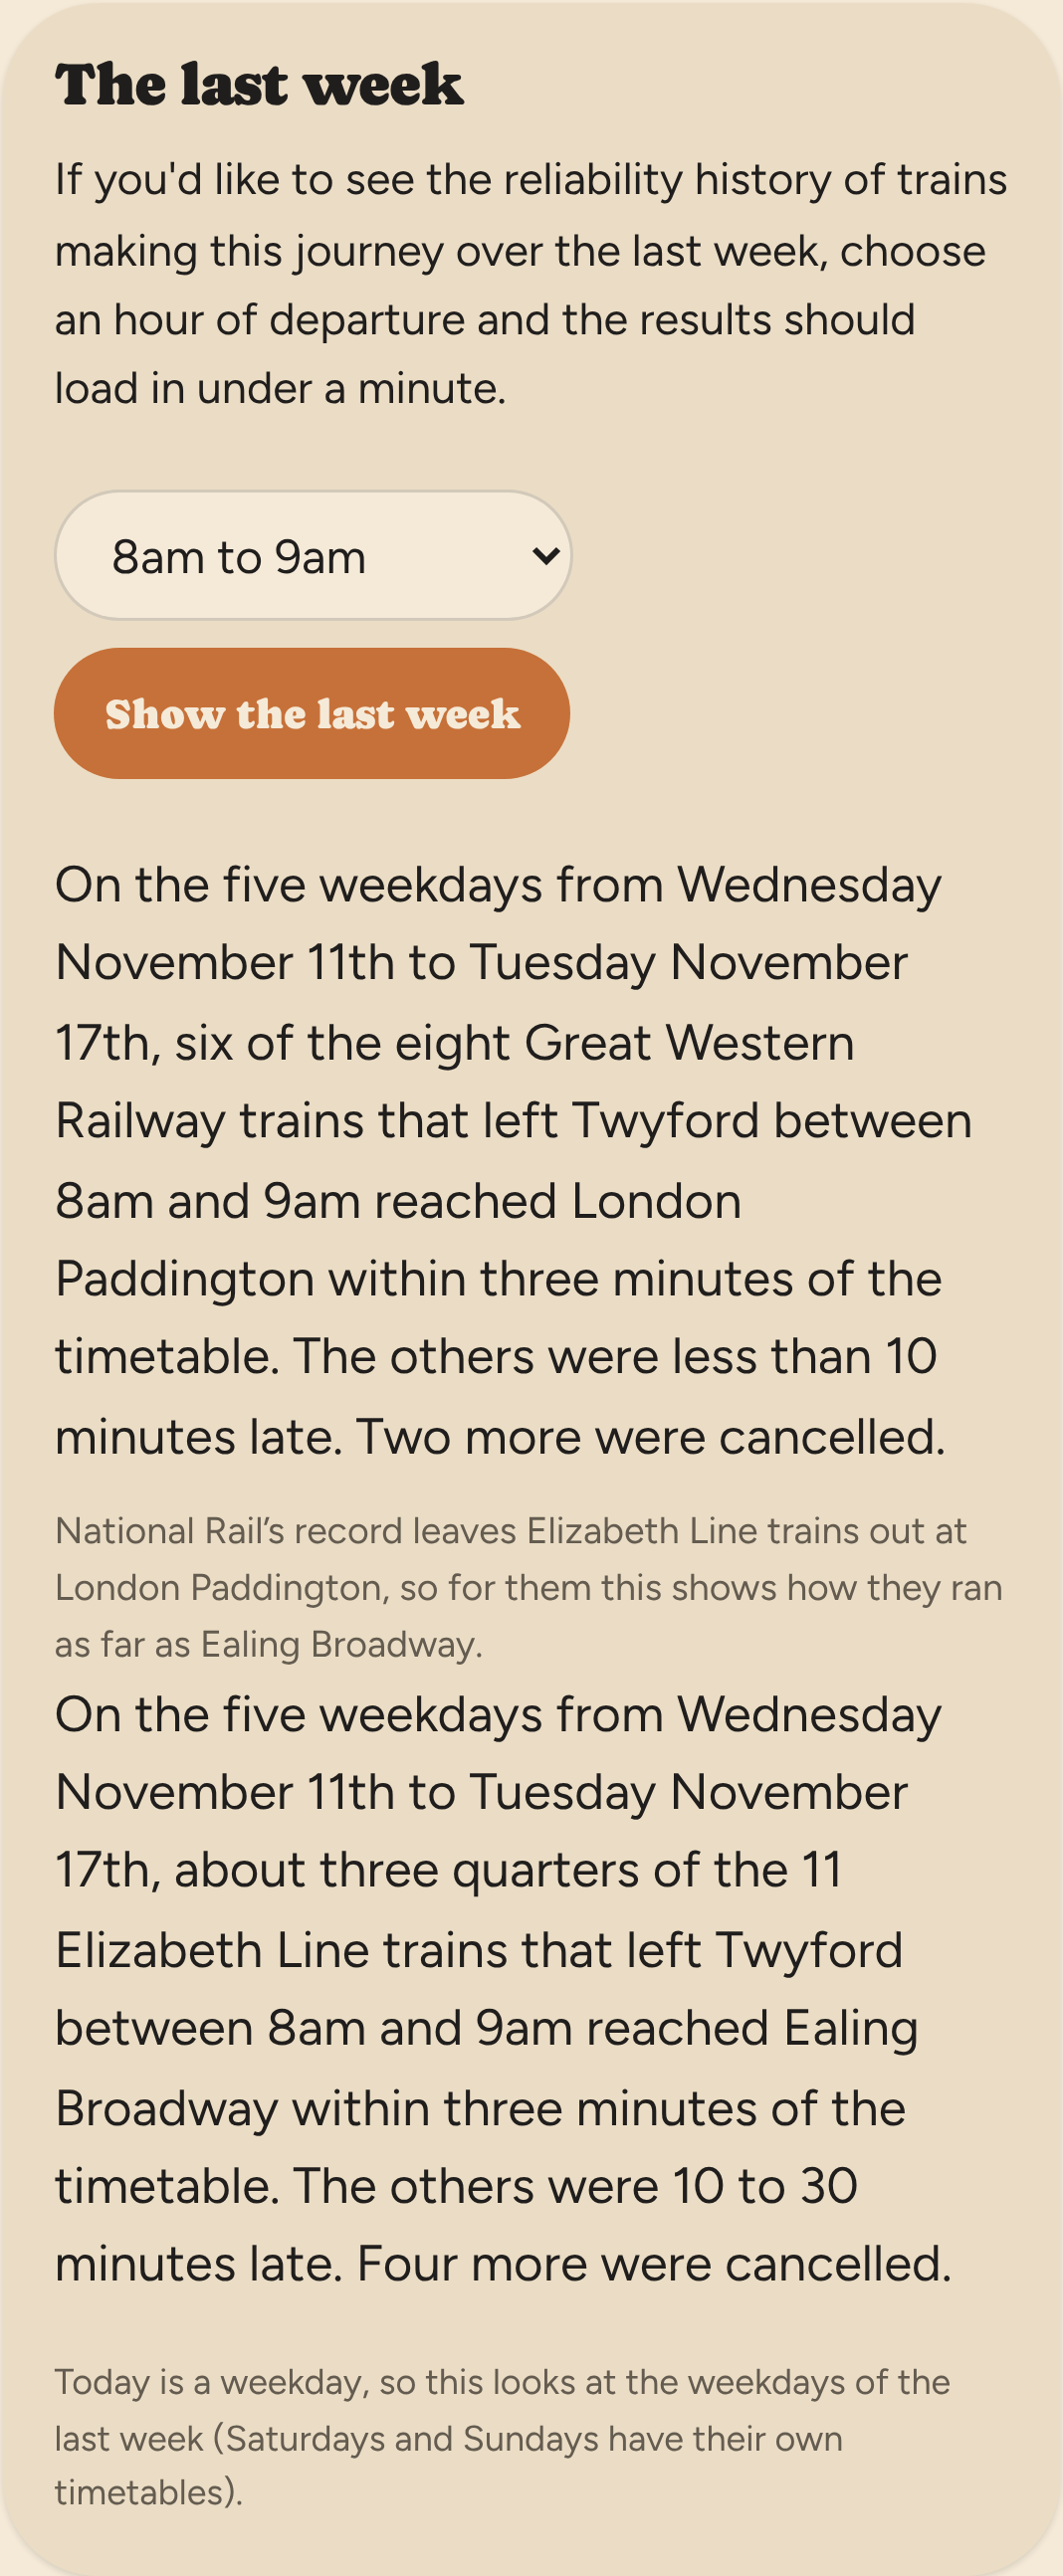 The last week
If you'd like to see the reliability history of trains
making this journey over the last week, choose
an hour of departure and the results should
load in under a minute.
8am to 9am
Show the last week
On the five weekdays from Wednesday
November 11th to Tuesday November
17th, six of the eight Great Western
Railway trains that left Twyford between
8am and 9am reached London
Paddington within three minutes of the
timetable. The others were less than 10
minutes late. Two more were cancelled.
National Rail’s record leaves Elizabeth Line trains out at
London Paddington, so for them this shows how they ran
as far as Ealing Broadway.
On the five weekdays from Wednesday
November 11th to Tuesday November
17th, about three quarters of the 11
Elizabeth Line trains that left Twyford
between 8am and 9am reached Ealing
Broadway within three minutes of the
timetable. The others were 10 to 30
minutes late. Four more were cancelled.
Today is a weekday, so this looks at the weekdays of the
last week (Saturdays and Sundays have their own
timetables).